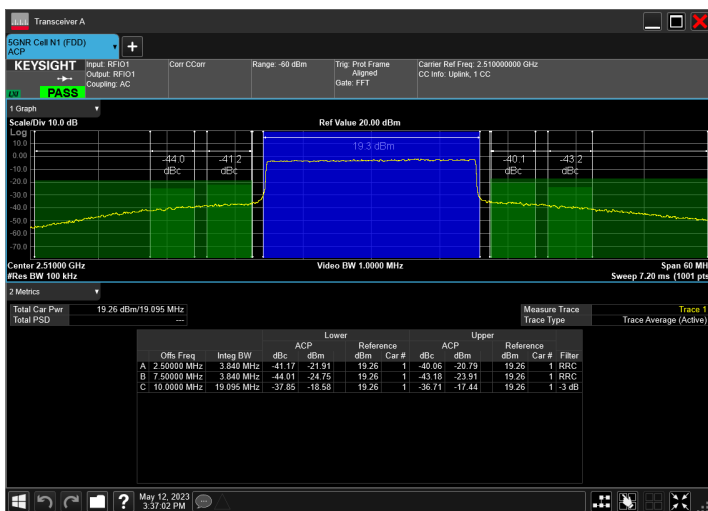 Transceiver A
5GNR Cell N1 (FDD)
ACP
KEYSIGHT
Input: RFIO1
Output: RFIO1
Coupling: AC
Corr CCorr
Range: -60 dBm
Trig: Prot Frame
Aligned
Gate: FFT
Carrier Ref Freq: 2.510000000 GHz
CC Info: Uplink, 1 CC
LXI
PASS
1 Graph
Scale/Div 10.0 dB
Ref Value 20.00 dBm
Log
10.0
0.00
-10.0
-20.0
-30.0
-40.0
-50.0
-60.0
-70.0
-44.0
dBc
-41.2
dBc
19.3 dBm
-40.1
dBc
-43.2
dBc
Center 2.51000 GHz
#Res BW 100 kHz
Video BW 1.0000 MHz
Span 60 MH
Sweep 7.20 ms (1001 pts
2 Metrics
Total Car Pwr 19.26 dBm/19.095 MHz
Total PSD ---
Measure Trace Trace 1
Trace Type Trace Average (Active)
Lower Upper
ACP Reference ACP Reference
Offs Freq Integ BW dBc dBm dBm Car # dBc dBm dBm Car # Filter
A 2.50000 MHz 3.840 MHz -41.17 -21.91 19.26 1 -40.06 -20.79 19.26 1 RRC
B 7.50000 MHz 3.840 MHz -44.01 -24.75 19.26 1 -43.18 -23.91 19.26 1 RRC
C 10.0000 MHz 19.095 MHz -37.85 -18.58 19.26 1 -36.71 -17.44 19.26 1 -3 dB
May 12, 2023
3:37:02 PM